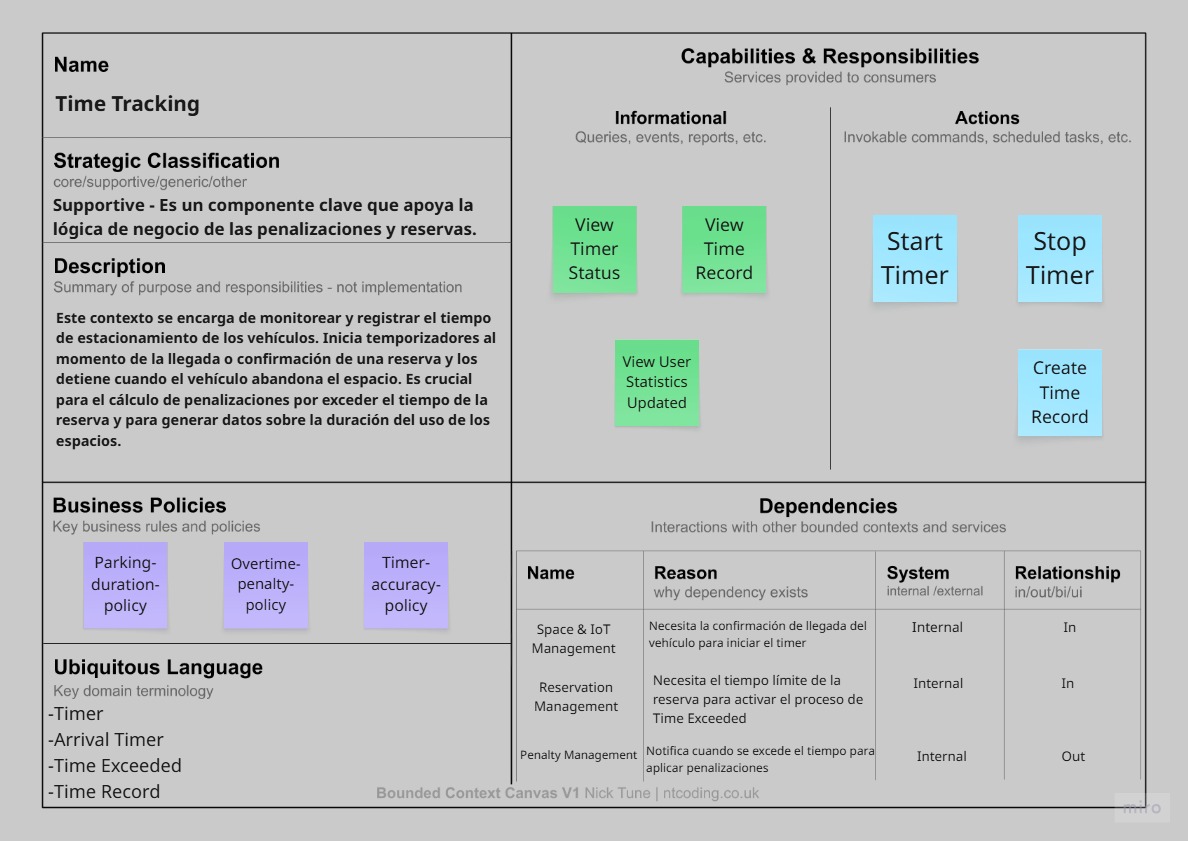 Name
Time Tracking
Strategic Classification
core/supportive/generic/other
Supportive - Es un componente clave que apoya la
lógica de negocio de las penalizaciones y reservas.
Description
Summary of purpose and responsibilities - not implementation
Este contexto se encarga de monitorear y registrar el tiempo
de estacionamiento de los vehículos. Inicia temporizadores al
momento de la llegada o confirmación de una reserva y los
detiene cuando el vehículo abandona el espacio. Es crucial
para el cálculo de penalizaciones por exceder el tiempo de la
reserva y para generar datos sobre la duración del uso de los
espacios.
Capabilities & Responsibilities
Services provided to consumers
Informational
Queries, events, reports, etc.
View
Timer
Status
View
Time
Record
View User
Statistics
Updated
Actions
Invokable commands, scheduled tasks, etc.
Start
Timer
Stop
Timer
Create
Time
Record
Business Policies
Key business rules and policies
Parking-
duration-
policy
Overtime-
penalty-
policy
Timer-
accuracy-
policy
Ubiquitous Language
Key domain terminology
-Timer
-Arrival Timer
-Time Exceeded
-Time Record
Dependencies
Interactions with other bounded contexts and services
Name
Reason
why dependency exists
System
internal /external
Relationship
in/out/bi/ui
Space & IoT
Management
Necesita la confirmación de llegada del
vehículo para iniciar el timer
Internal
In
Reservation
Management
Necesita el tiempo límite de la
reserva para activar el proceso de
Time Exceeded
Internal
In
Penalty Management
Notifica cuando se excede el tiempo para
aplicar penalizaciones
Internal
Out
Bounded Context Canvas V1 Nick Tune | ntcoding.co.uk
miro